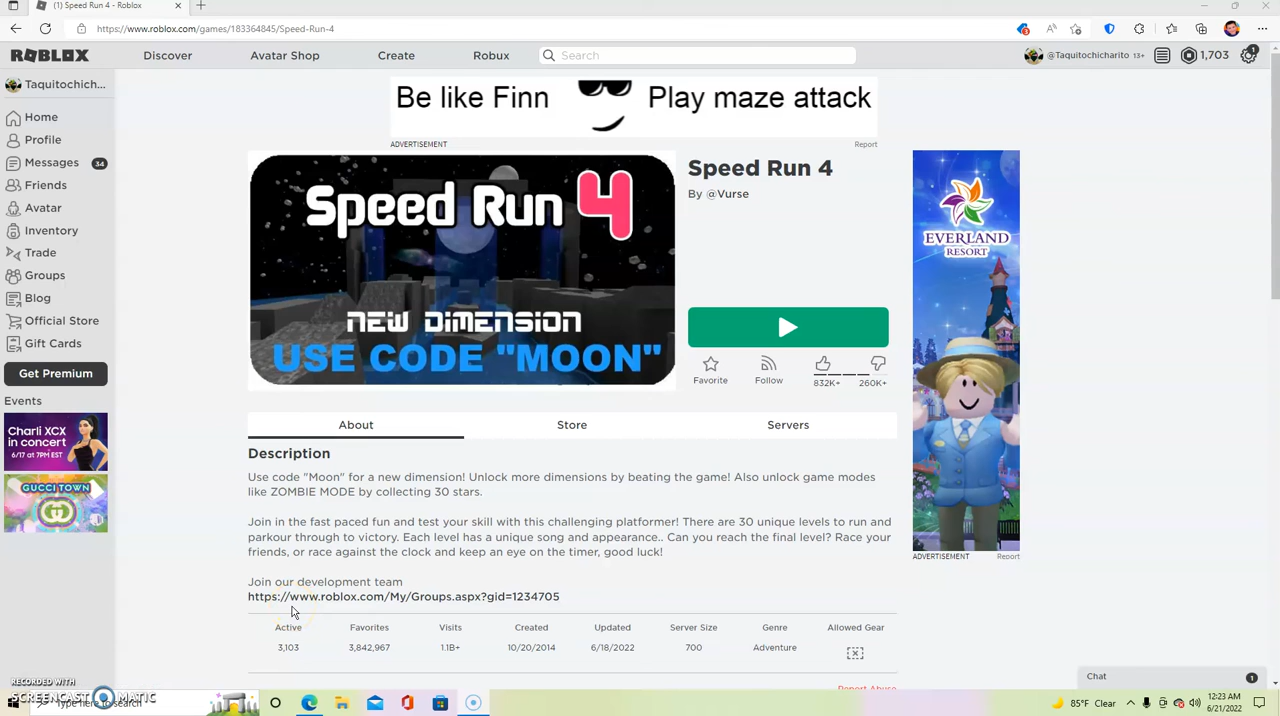 (1) Speed Run 4 - Roblox
https://www.roblox.com/games/183364845/Speed-Run-4
ROBLOX
Discover
Avatar Shop
Create
Robux
Search
@Taquitochicharito 13+
1,703
1
Taquitochich...
Home
Profile
Messages
34
Friends
Avatar
Inventory
Trade
Groups
Blog
Official Store
Gift Cards
Get Premium
Events
Charli XCX
in concert
6/17 at 7PM EST
GUCCI TOWN
Be like Finn Play maze attack
ADVERTISEMENT
Report
Speed Run 4
NEW DIMENSION
USE CODE "MOON"
Speed Run 4
By @Vurse
Favorite
Follow
832K+
260K+
EVERLAND
RESORT
ADVERTISEMENT
Report
About
Store
Servers
Description
Use code "Moon" for a new dimension! Unlock more dimensions by beating the game! Also unlock game modes
like ZOMBIE MODE by collecting 30 stars.
Join in the fast paced fun and test your skill with this challenging platformer! There are 30 unique levels to run and
parkour through to victory. Each level has a unique song and appearance.. Can you reach the final level? Race your
friends, or race against the clock and keep an eye on the timer, good luck!
Join our development team
https://www.roblox.com/My/Groups.aspx?gid=1234705
Active
Favorites
Visits
Created
Updated
Server Size
Genre
Allowed Gear
3,103
3,842,967
1.1B+
10/20/2014
6/18/2022
700
Adventure
Report Abuse
Chat
1
RECORDED WITH
SCREENCAST MATIC
Type here to search
85°F Clear
12:23 AM
6/21/2022